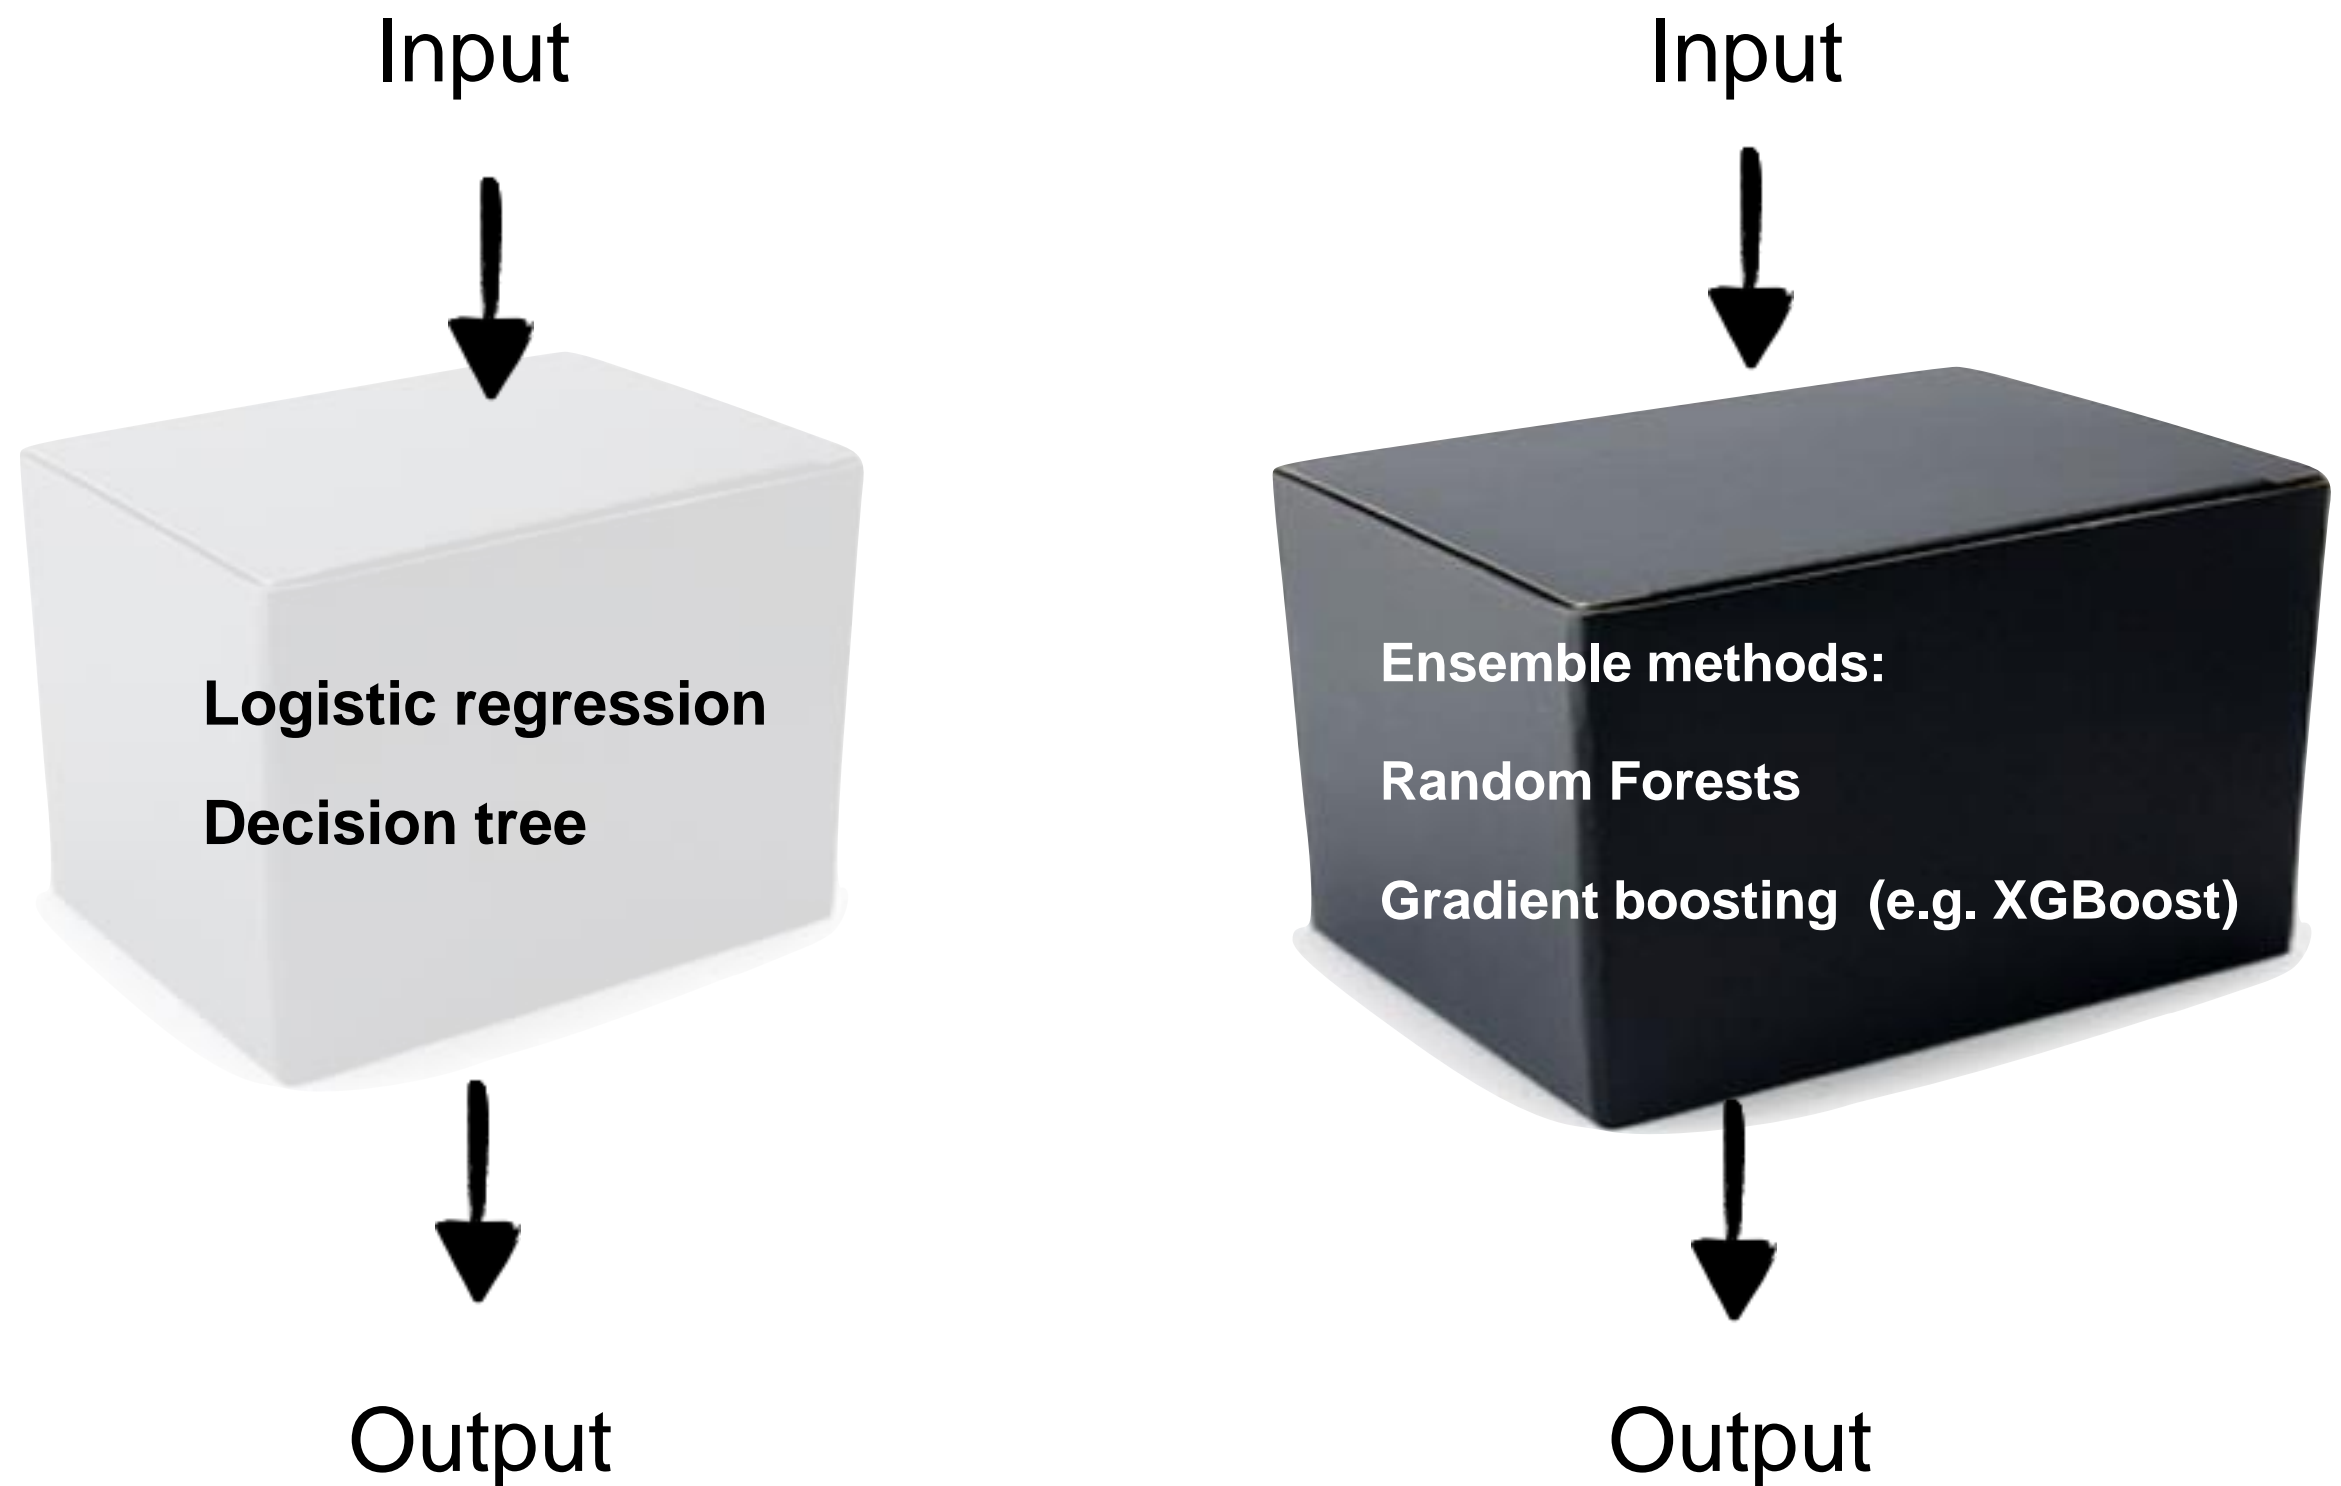 Input
Logistic regression
Decision tree
Output
Input
Ensemble methods:
Random Forests
Gradient boosting  (e.g. XGBoost)
Output